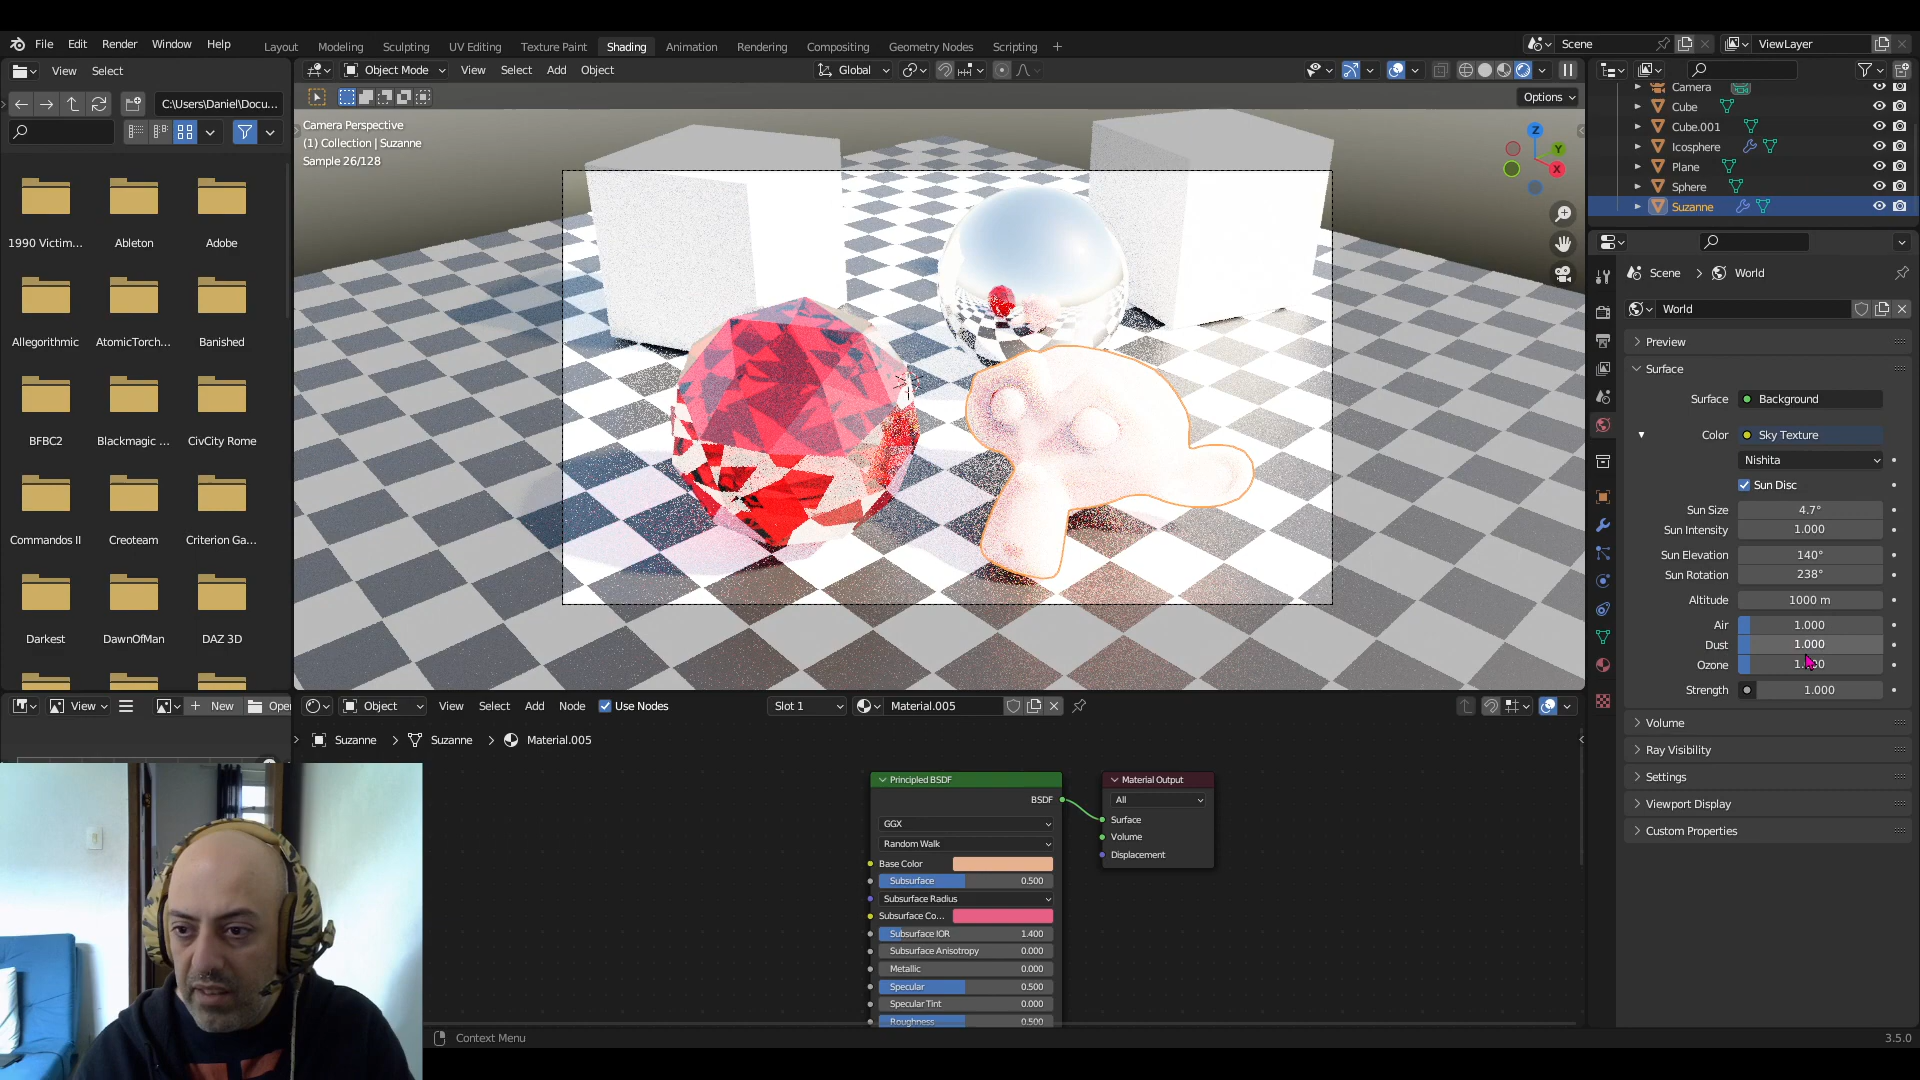 File Edit Render Window Help
Layout Modeling Sculpting UV Editing Texture Paint Shading Animation Rendering Compositing Geometry Nodes Scripting +
Scene
ViewLayer
View Select
Object Mode View Select Add Object
Global
C:\Users\Daniel\Docu...
Options
Camera Perspective
(1) Collection | Suzanne
Sample 26/128
Z
Y
X
1990 Victim... Ableton Adobe
Allegorithmic AtomicTorch... Banished
BFBC2 Blackmagic ... CivCity Rome
Commandos II Creoteam Criterion Ga...
Darkest DawnOfMan DAZ 3D
Camera
Cube
Cube.001
Icosphere
Plane
Sphere
Suzanne
Scene > World
World
Preview
Surface
Surface Background
Color Sky Texture
Nishita
Sun Disc
Sun Size 4.7°
Sun Intensity 1.000
Sun Elevation 140°
Sun Rotation 238°
Altitude 1000 m
Air 1.000
Dust 1.000
Ozone
Strength 1.000
Volume
Ray Visibility
Settings
Viewport Display
Custom Properties
View
+ New
Object View Select Add Node Use Nodes Slot 1 Material.005
Suzanne > Suzanne > Material.005
Principled BSDF
BSDF
GGX
Random Walk
Base Color
Subsurface 0.500
Subsurface Radius
Subsurface Co...
Subsurface IOR 1.400
Subsurface Anisotropy 0.000
Metallic 0.000
Specular 0.500
Specular Tint 0.000
Roughness 0.500
Material Output
All
Surface
Volume
Displacement
Context Menu
3.5.0